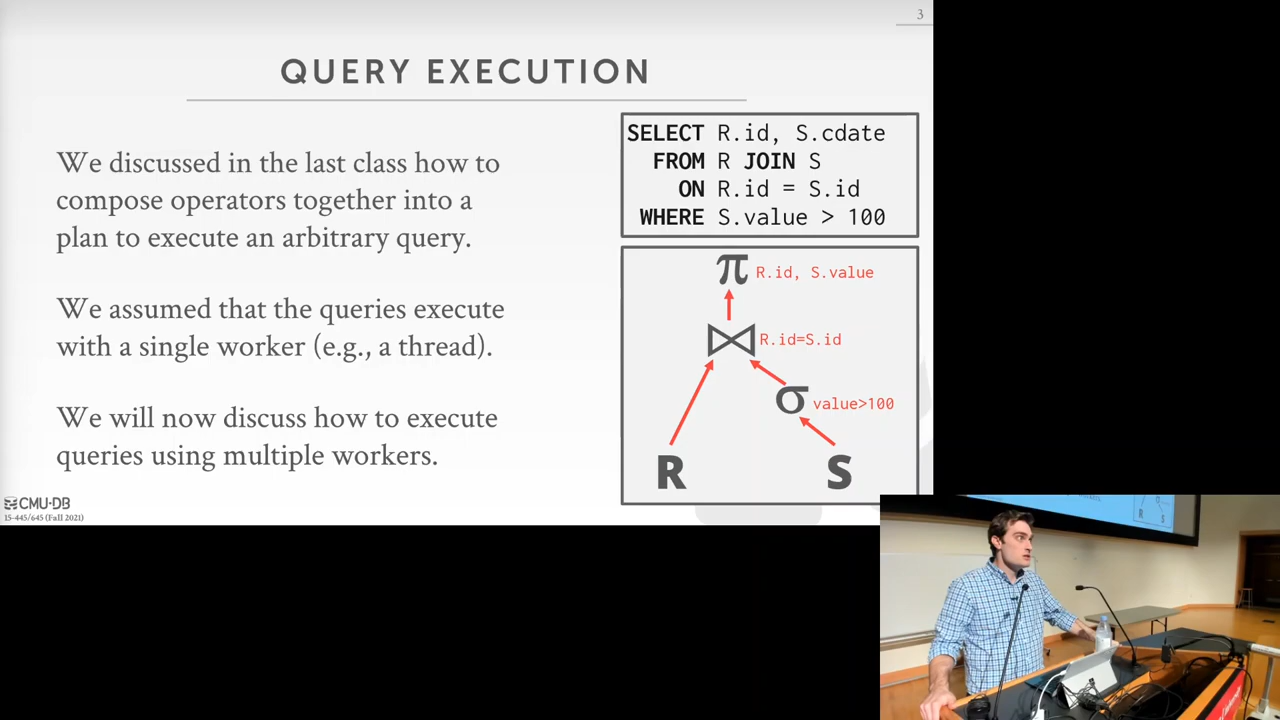 3
QUERY EXECUTION
We discussed in the last class how to
compose operators together into a
plan to execute an arbitrary query.
We assumed that the queries execute
with a single worker (e.g., a thread).
We will now discuss how to execute
queries using multiple workers.
SELECT R.id, S.cdate
FROM R JOIN S
ON R.id = S.id
WHERE S.value > 100
π R.id, S.value
⋈ R.id=S.id
σ value>100
R S
CMU·DB
15-445/645 (Fall 2021)
R S